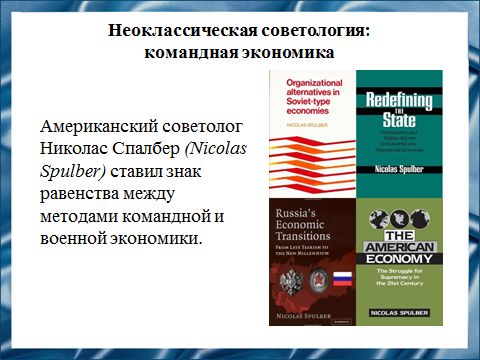 Неоклассическая советология:
командная экономика
Американский советолог
Николас Спалбер (Nicolas
Spulber) ставил знак
равенства между
методами командной и
военной экономики.
Organizational
alternatives in
Soviet-type
economies
NICOLAS SPULBER
Redefining
THE
State
Privatization and
Welfare Reform
in Industrial and
Transitional Economies
Nicolas Spulber
Russia's
Economic
Transitions
FROM LATE TSARISM TO
THE NEW MILLENNIUM
NICOLAS SPULBER
THE
AMERICAN
ECONOMY
The Struggle for
Supremacy in
the 21st Century
NICOLAS SPULBER